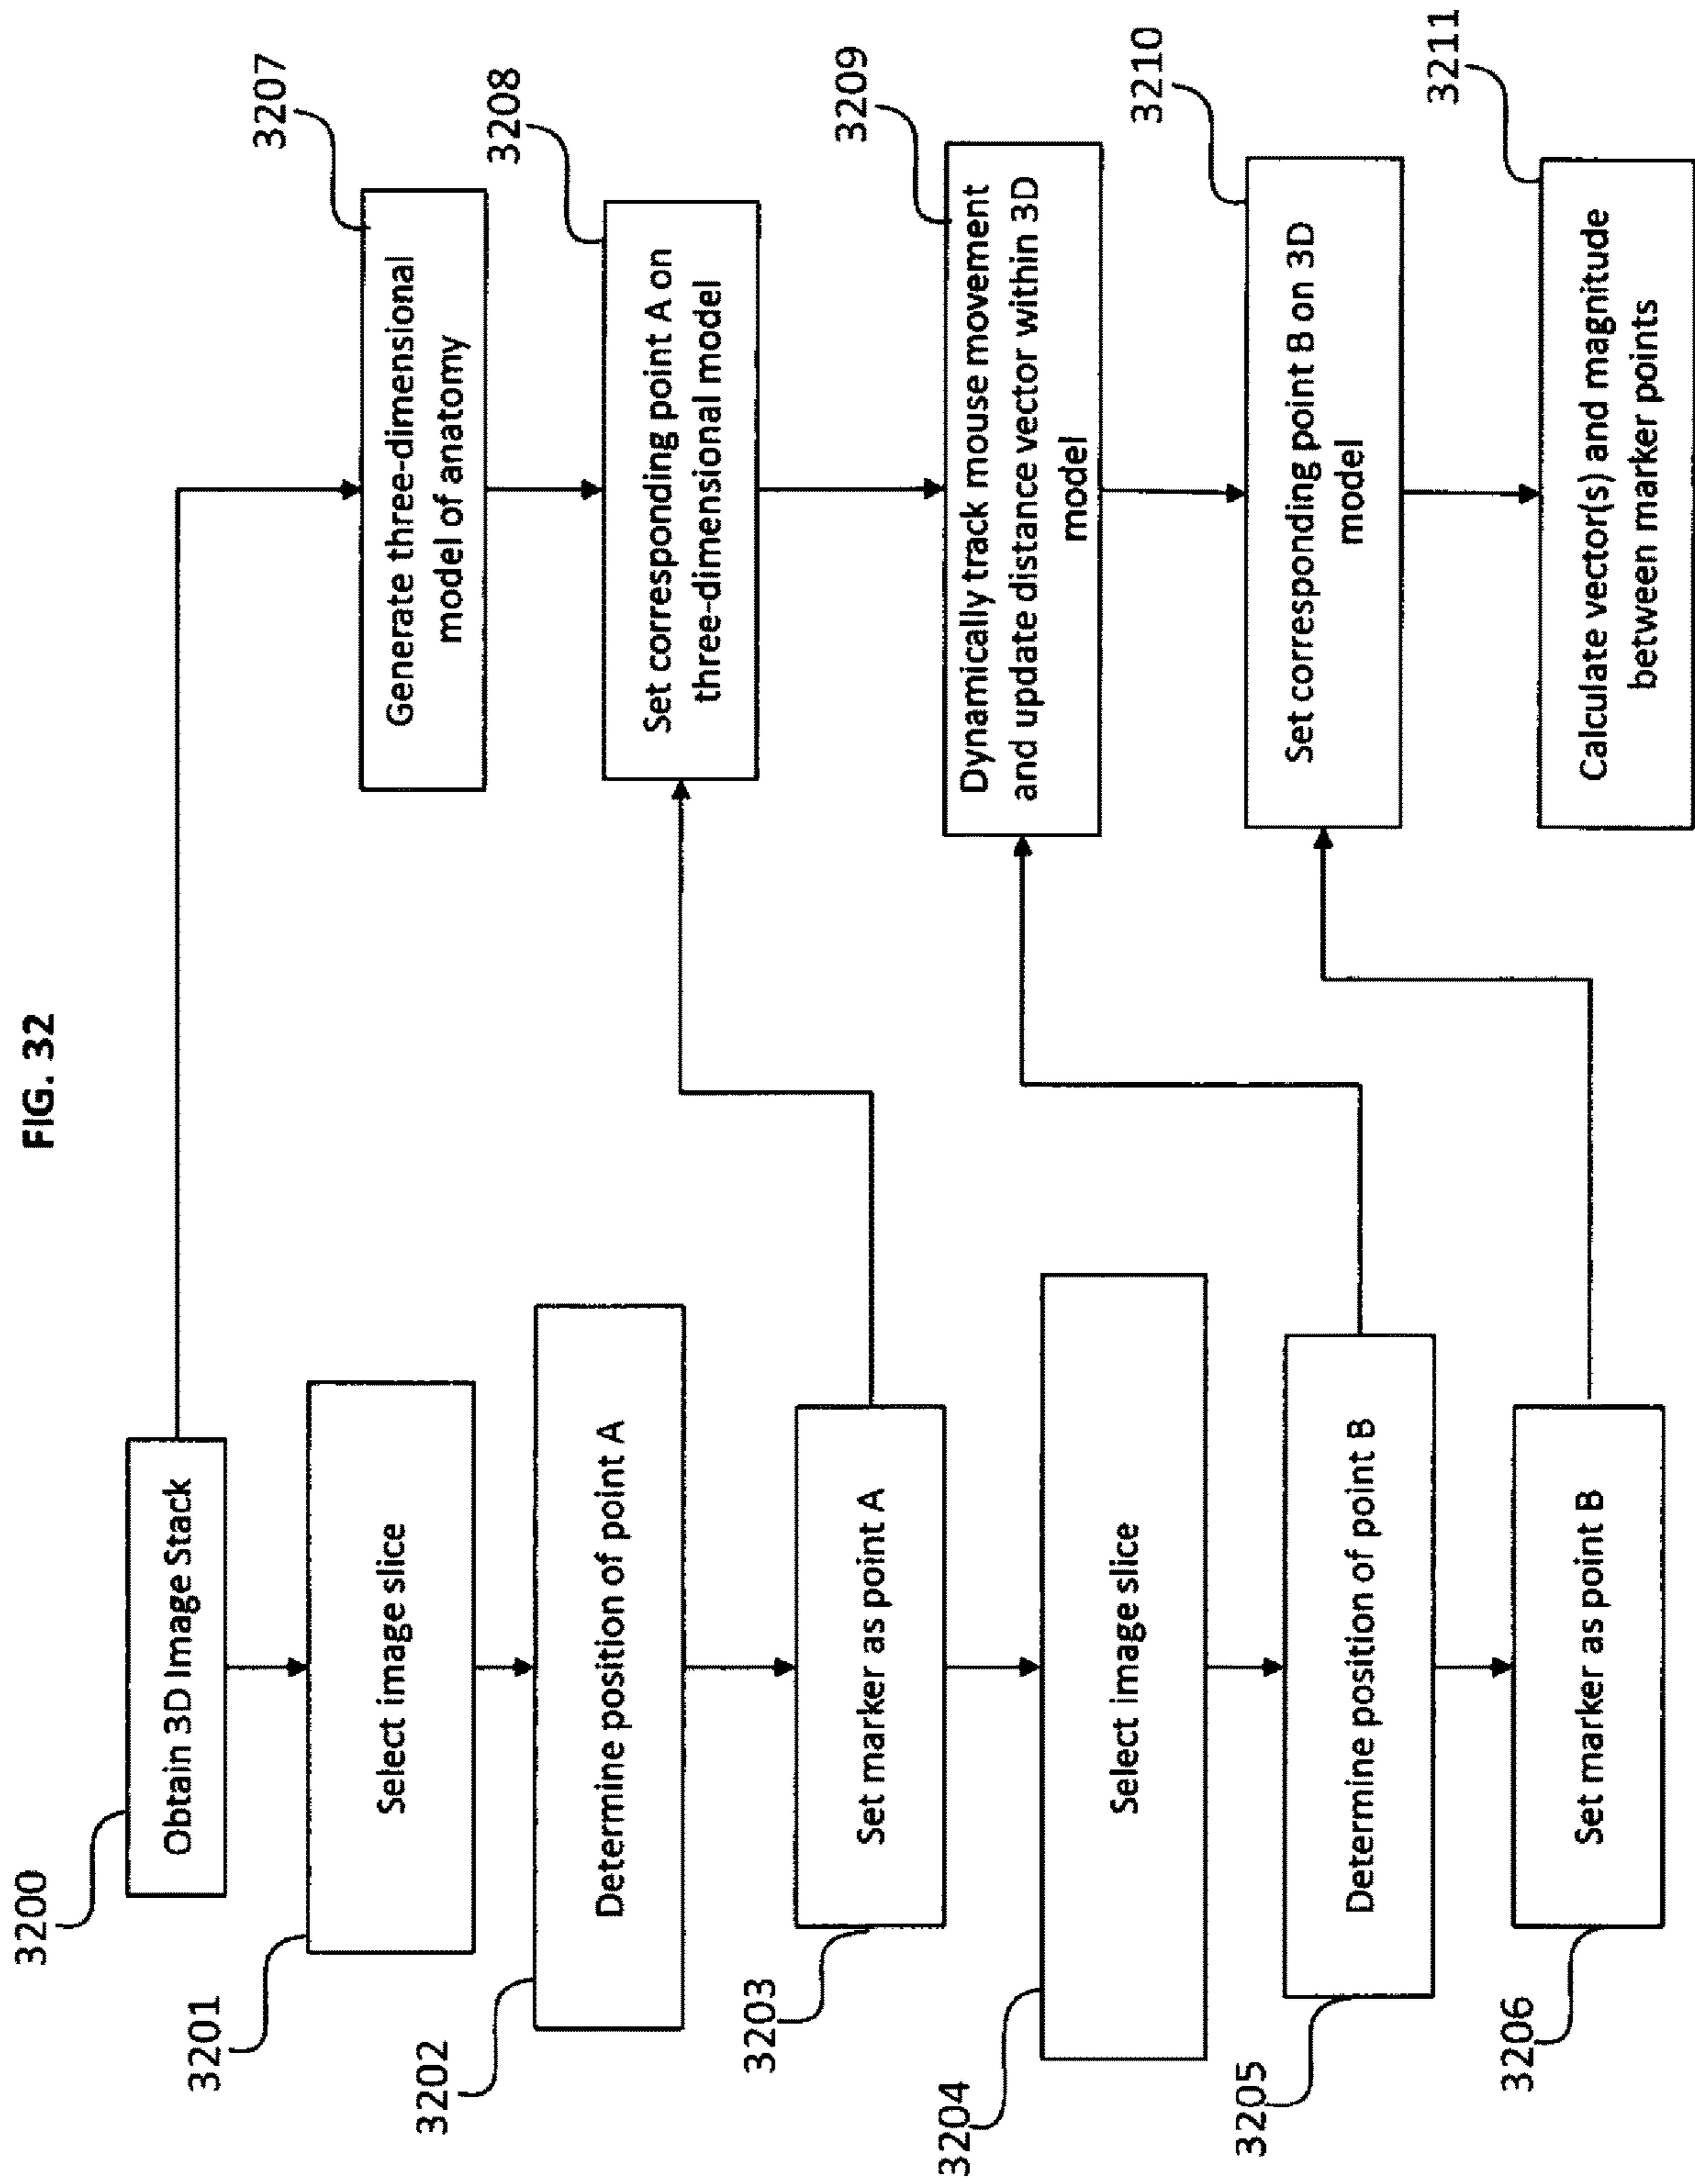 FIG. 32
3200
Obtain 3D Image Stack
3201
Select image slice
3202
Determine position of point A
3203
Set marker as point A
3204
Select image slice
3205
Determine position of point B
3206
Set marker as point B
3207
Generate three-dimensional
model of anatomy
3208
Set corresponding point A on
three-dimensional model
3209
Dynamically track mouse movement
and update distance vector within 3D
model
3210
Set corresponding point B on 3D
model
3211
Calculate vector(s) and magnitude
between marker points